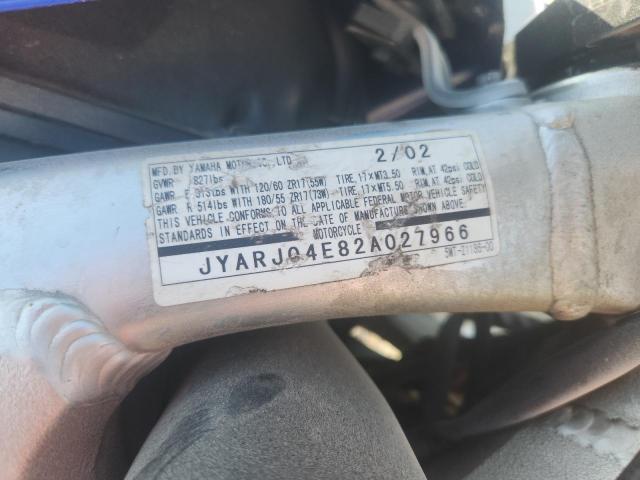 MFD. BY YAMAHA MOTOR CO., LTD 2/02
GVWR 827lbs
GAWR F 313lbs WITH 120/60 ZR17(55W) TIRE, 17×MT3.50 RIM, AT 42psi COLD
GAWR R 514lbs WITH 180/55 ZR17(73W) TIRE, 17×MT5.50 RIM, AT 42psi COLD
THIS VEHICLE CONFORMS TO ALL APPLICABLE FEDERAL MOTOR VEHICLE SAFETY
STANDARDS IN EFFECT ON THE DATE OF MANUFACTURE SHOWN ABOVE.
MOTORCYCLE
JYARJ04E82A027966
5MT-21186-00